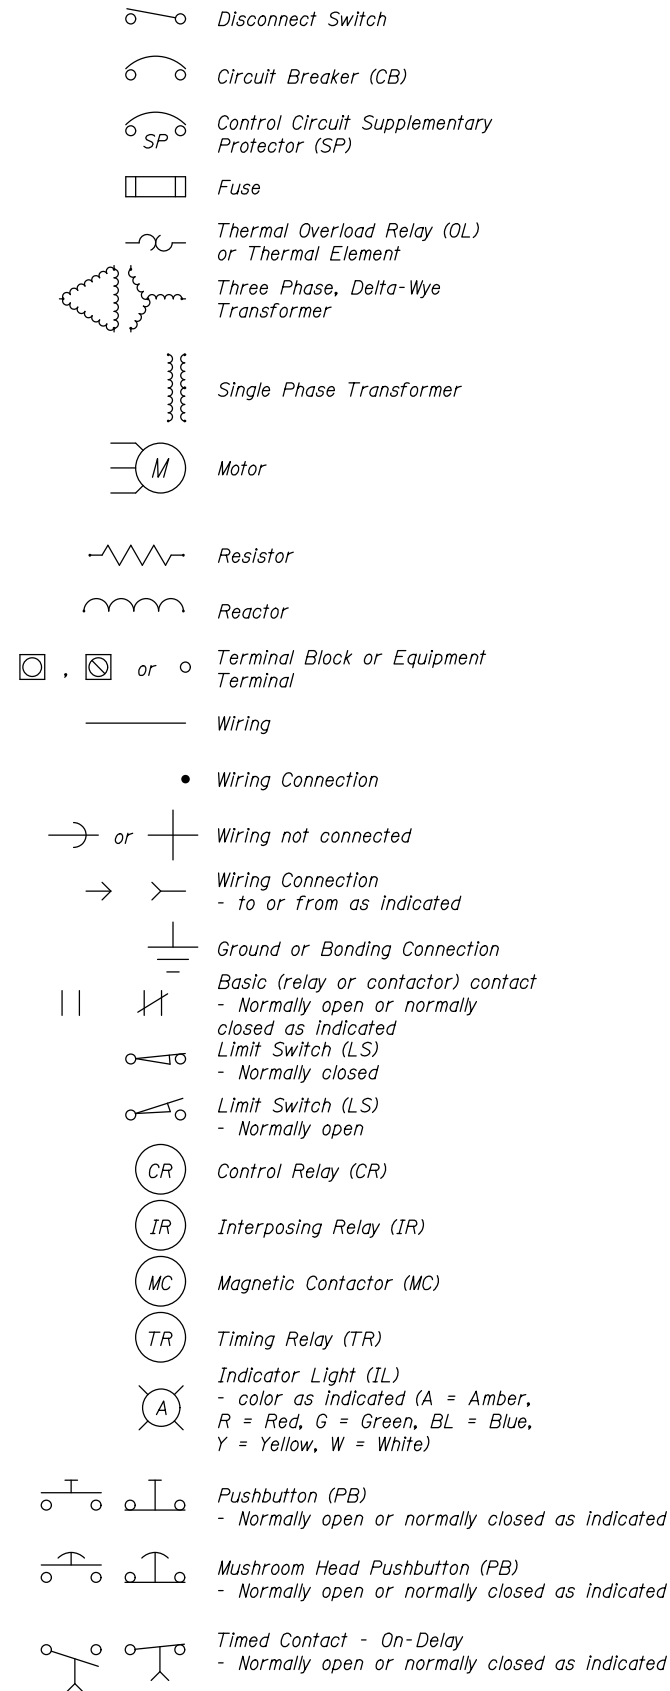 Disconnect Switch
Circuit Breaker (CB)
Control Circuit Supplementary
Protector (SP)
SP
Fuse
Thermal Overload Relay (OL)
or Thermal Element
Three Phase, Delta-Wye
Transformer
Single Phase Transformer
M
Motor
Resistor
Reactor
, or
Terminal Block or Equipment
Terminal
Wiring
Wiring Connection
or
Wiring not connected
Wiring Connection
- to or from as indicated
Ground or Bonding Connection
Basic (relay or contactor) contact
- Normally open or normally
closed as indicated
Limit Switch (LS)
- Normally closed
Limit Switch (LS)
- Normally open
CR
Control Relay (CR)
IR
Interposing Relay (IR)
MC
Magnetic Contactor (MC)
TR
Timing Relay (TR)
A
Indicator Light (IL)
- color as indicated (A = Amber,
R = Red, G = Green, BL = Blue,
Y = Yellow, W = White)
Pushbutton (PB)
- Normally open or normally closed as indicated
Mushroom Head Pushbutton (PB)
- Normally open or normally closed as indicated
Timed Contact - On-Delay
- Normally open or normally closed as indicated